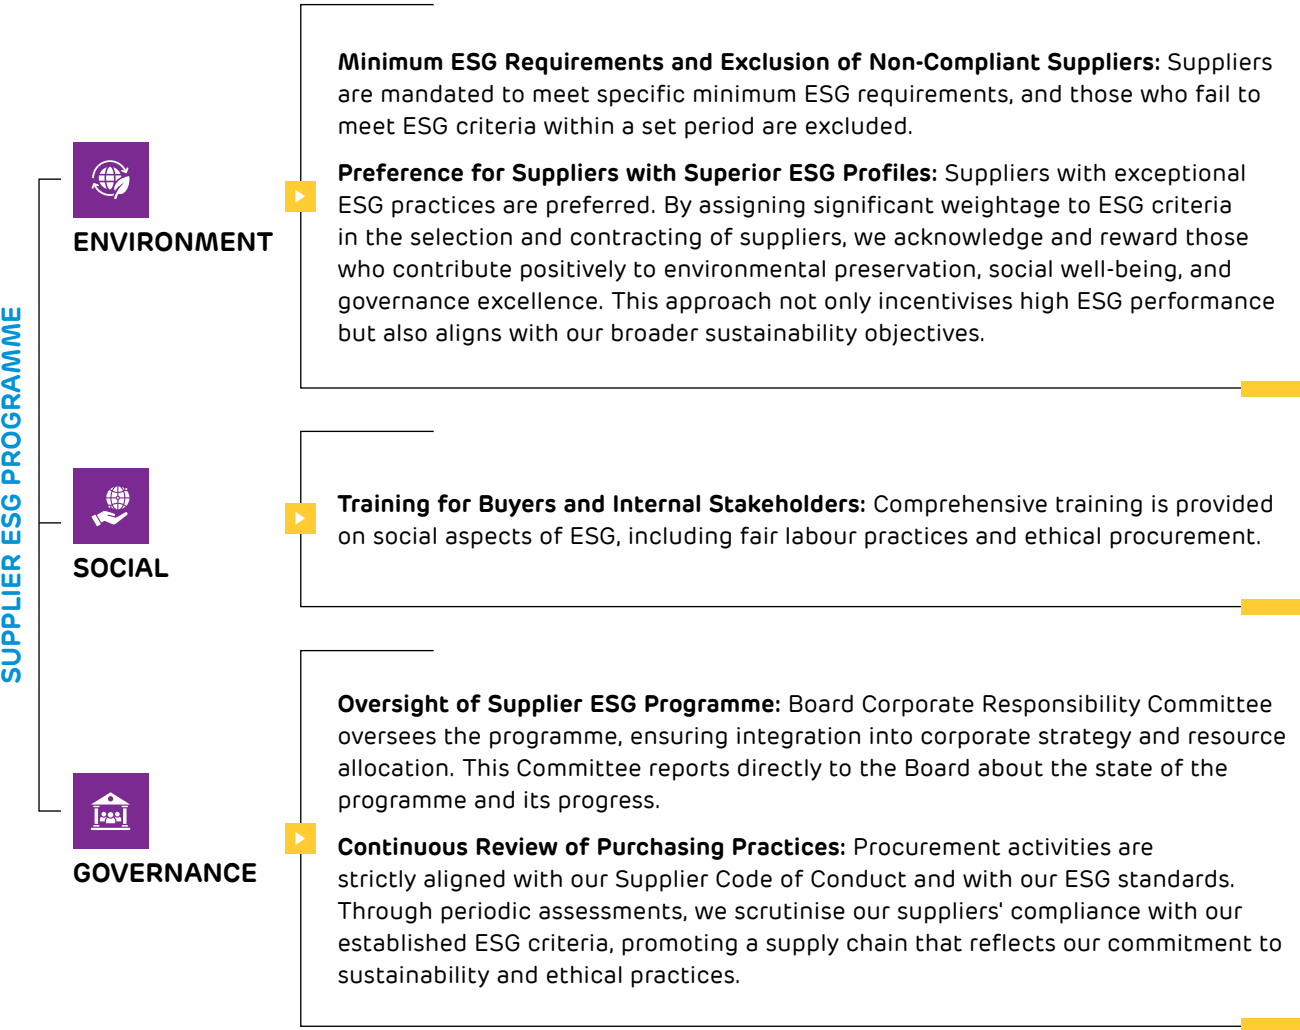 SUPPLIER ESG PROGRAMME
ENVIRONMENT
Minimum ESG Requirements and Exclusion of Non-Compliant Suppliers: Suppliers
are mandated to meet specific minimum ESG requirements, and those who fail to
meet ESG criteria within a set period are excluded.
Preference for Suppliers with Superior ESG Profiles: Suppliers with exceptional
ESG practices are preferred. By assigning significant weightage to ESG criteria
in the selection and contracting of suppliers, we acknowledge and reward those
who contribute positively to environmental preservation, social well-being, and
governance excellence. This approach not only incentivises high ESG performance
but also aligns with our broader sustainability objectives.
SOCIAL
Training for Buyers and Internal Stakeholders: Comprehensive training is provided
on social aspects of ESG, including fair labour practices and ethical procurement.
GOVERNANCE
Oversight of Supplier ESG Programme: Board Corporate Responsibility Committee
oversees the programme, ensuring integration into corporate strategy and resource
allocation. This Committee reports directly to the Board about the state of the
programme and its progress.
Continuous Review of Purchasing Practices: Procurement activities are
strictly aligned with our Supplier Code of Conduct and with our ESG standards.
Through periodic assessments, we scrutinise our suppliers' compliance with our
established ESG criteria, promoting a supply chain that reflects our commitment to
sustainability and ethical practices.